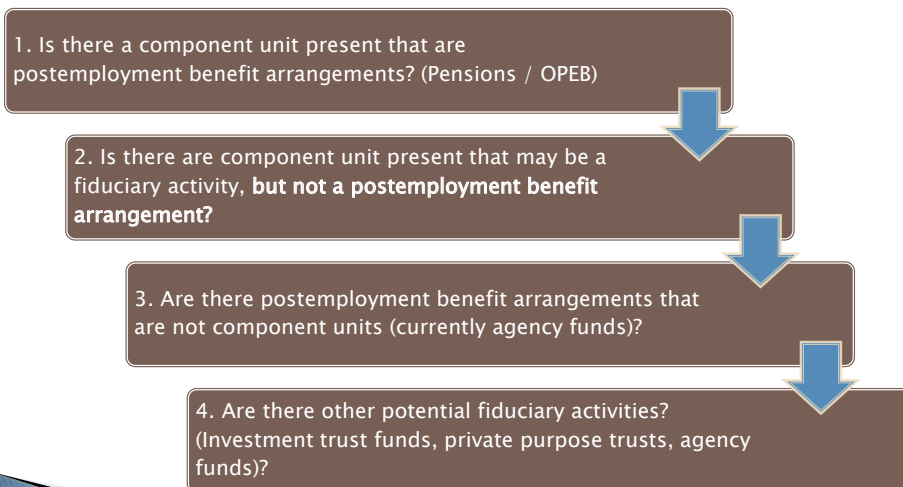 1. Is there a component unit present that are
postemployment benefit arrangements? (Pensions / OPEB)
2. Is there are component unit present that may be a
fiduciary activity, but not a postemployment benefit
arrangement?
3. Are there postemployment benefit arrangements that
are not component units (currently agency funds)?
4. Are there other potential fiduciary activities?
(Investment trust funds, private purpose trusts, agency
funds)?